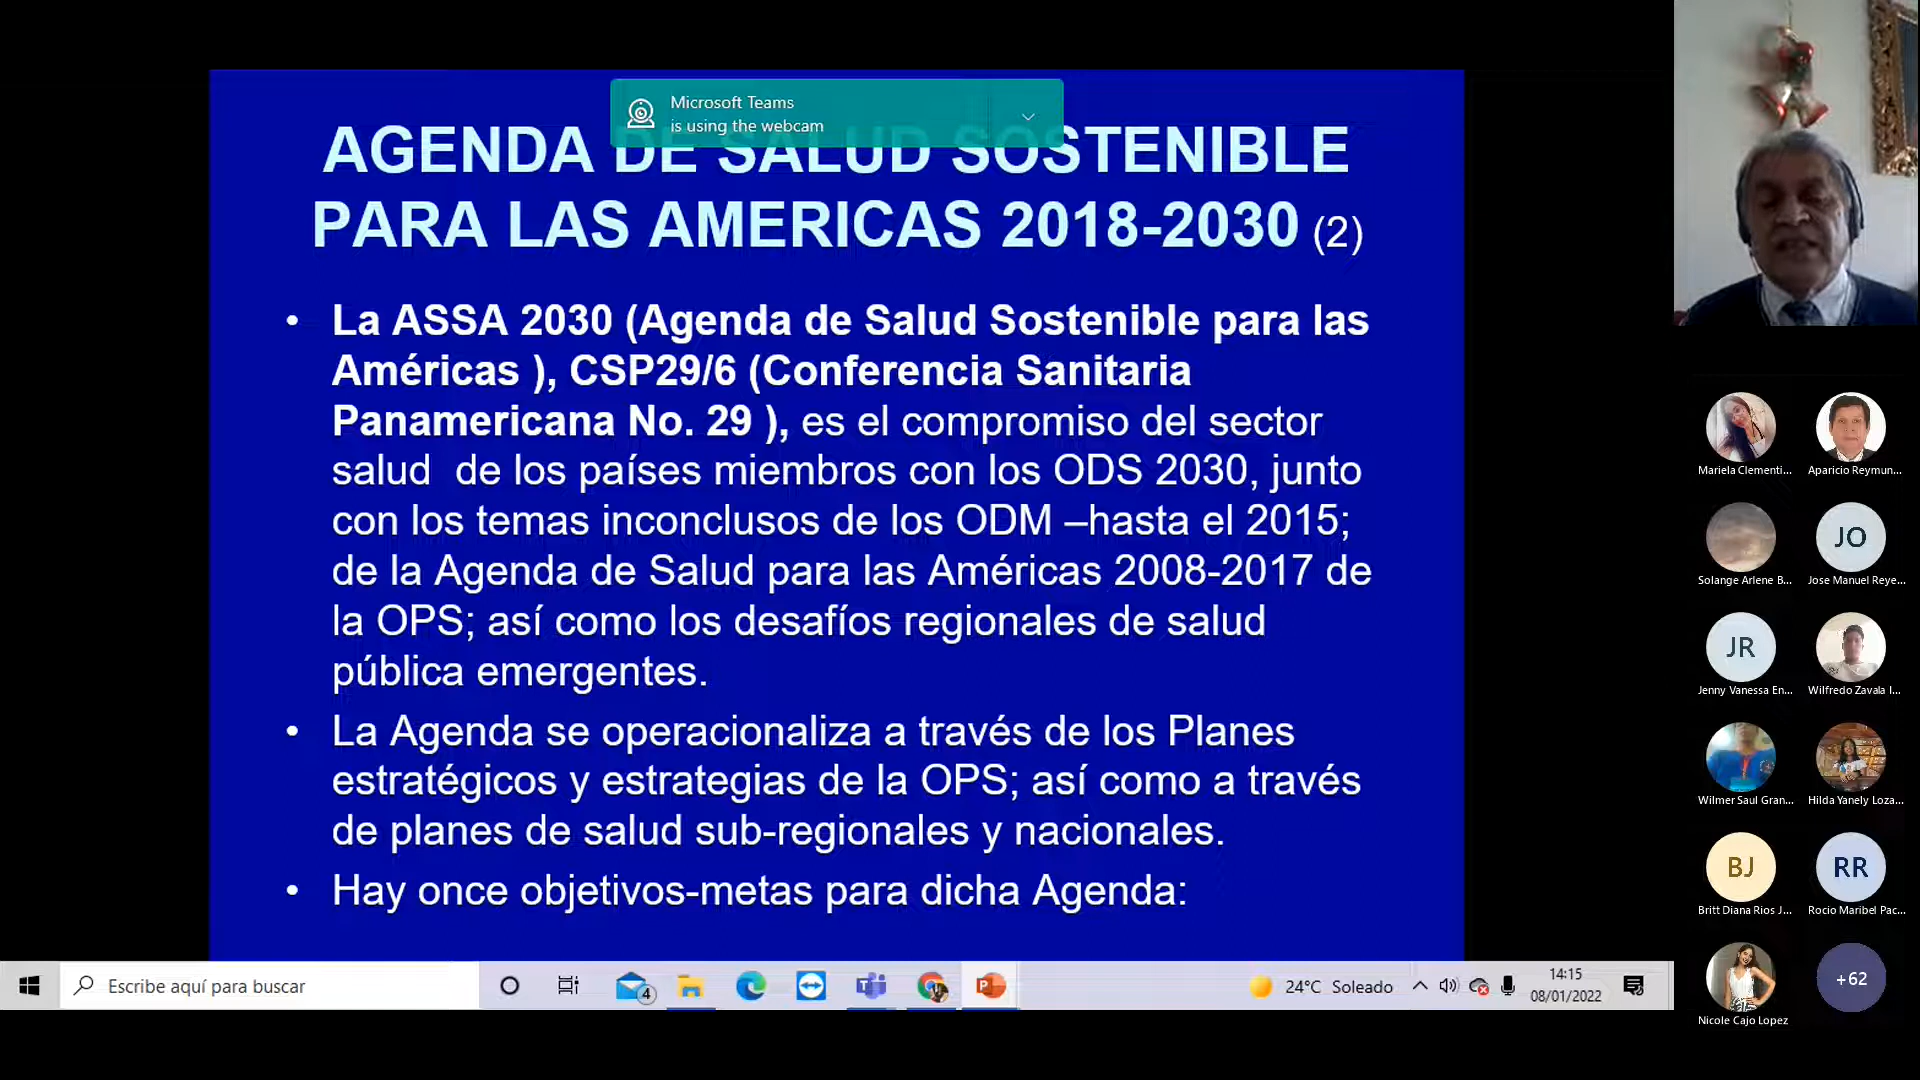 Microsoft Teams
is using the webcam
AGENDA DE SALUD SOSTENIBLE
PARA LAS AMERICAS 2018-2030 (2)
• La ASSA 2030 (Agenda de Salud Sostenible para las
Américas ), CSP29/6 (Conferencia Sanitaria
Panamericana No. 29 ), es el compromiso del sector
salud de los países miembros con los ODS 2030, junto
con los temas inconclusos de los ODM –hasta el 2015;
de la Agenda de Salud para las Américas 2008-2017 de
la OPS; así como los desafíos regionales de salud
pública emergentes.
• La Agenda se operacionaliza a través de los Planes
estratégicos y estrategias de la OPS; así como a través
de planes de salud sub-regionales y nacionales.
• Hay once objetivos-metas para dicha Agenda:
Mariela Clementi...
Aparicio Reymun...
JO
Solange Arlene B...
Jose Manuel Reye...
JR
Jenny Vanessa En...
Wilfredo Zavala I...
Wilmer Saul Gran...
Hilda Yanely Loza...
BJ
RR
Britt Diana Rios J...
Rocio Maribel Pac...
+62
Nicole Cajo Lopez
Escribe aquí para buscar
4
24°C Soleado
14:15
08/01/2022